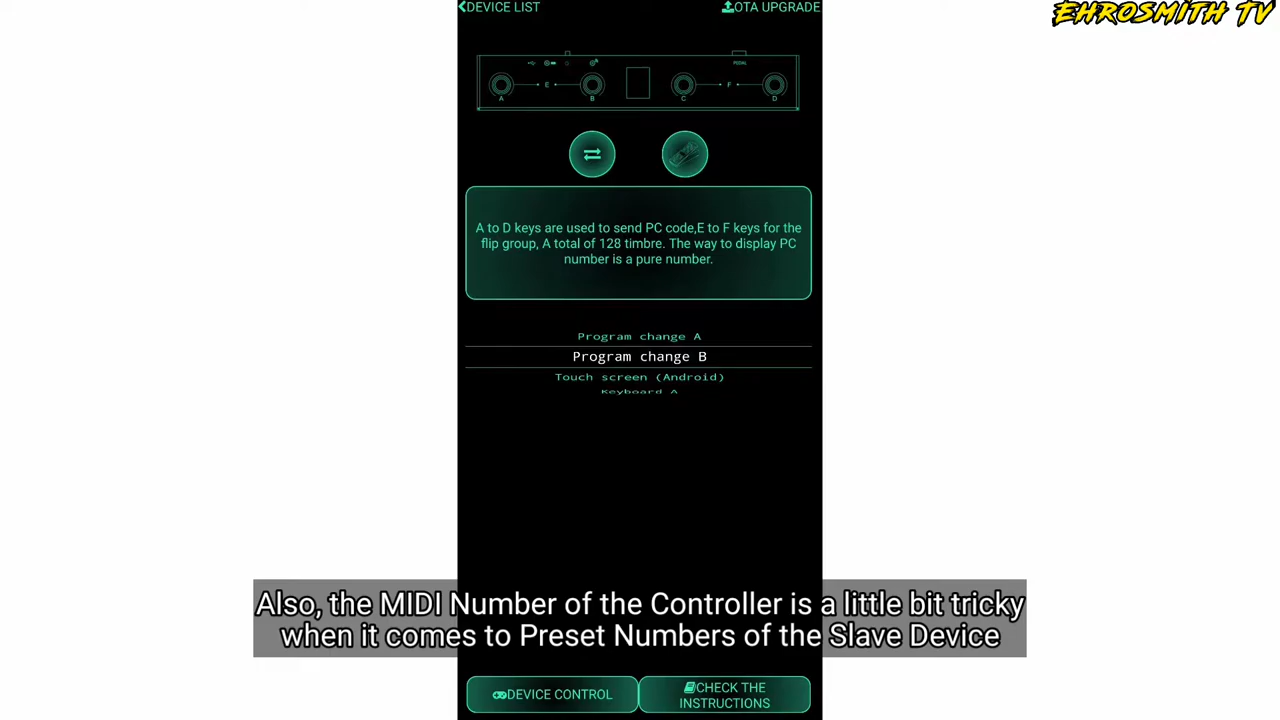 DEVICE LIST
OTA UPGRADE
EHROSMITH TV
PEDAL
A
E
B
C
F
D
A to D keys are used to send PC code,E to F keys for the
flip group, A total of 128 timbre. The way to display PC
number is a pure number.
Program change A
Program change B
Touch screen (Android)
Keyboard A
Also, the MIDI Number of the Controller is a little bit tricky
when it comes to Preset Numbers of the Slave Device
DEVICE CONTROL
CHECK THE
INSTRUCTIONS